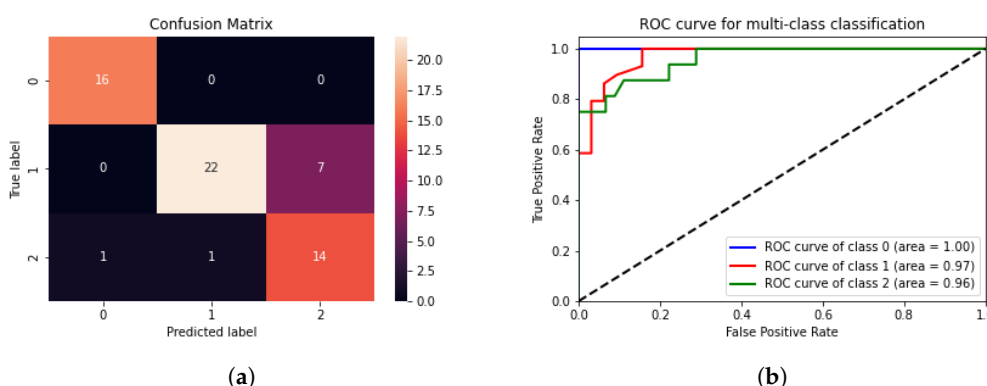 Confusion Matrix
0
1
2
True label
16 0 0
0 22 7
1 1 14
0 1 2
Predicted label
20.0
17.5
15.0
12.5
10.0
7.5
5.0
2.5
0.0
(a)
ROC curve for multi-class classification
1.0
0.8
0.6
0.4
0.2
0.0
True Positive Rate
ROC curve of class 0 (area = 1.00)
ROC curve of class 1 (area = 0.97)
ROC curve of class 2 (area = 0.96)
0.0 0.2 0.4 0.6 0.8
False Positive Rate
(b)